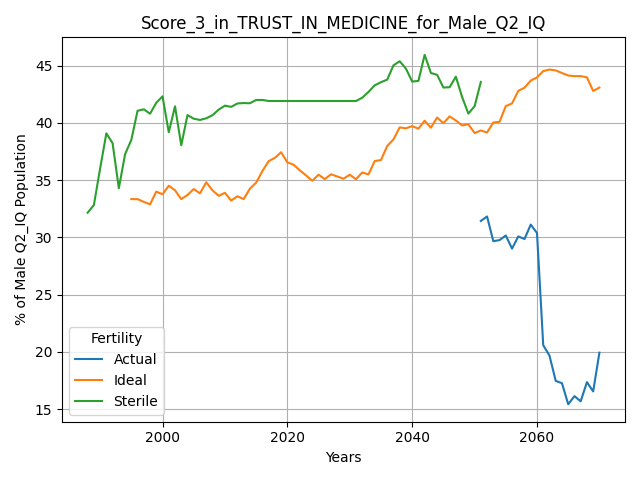 Score_3_in_TRUST_IN_MEDICINE_for_Male_Q2_IQ
% of Male Q2_IQ Population
45
40
35
30
25
20
15
Fertility
Actual
Ideal
Sterile
2000
2020
2040
2060
Years